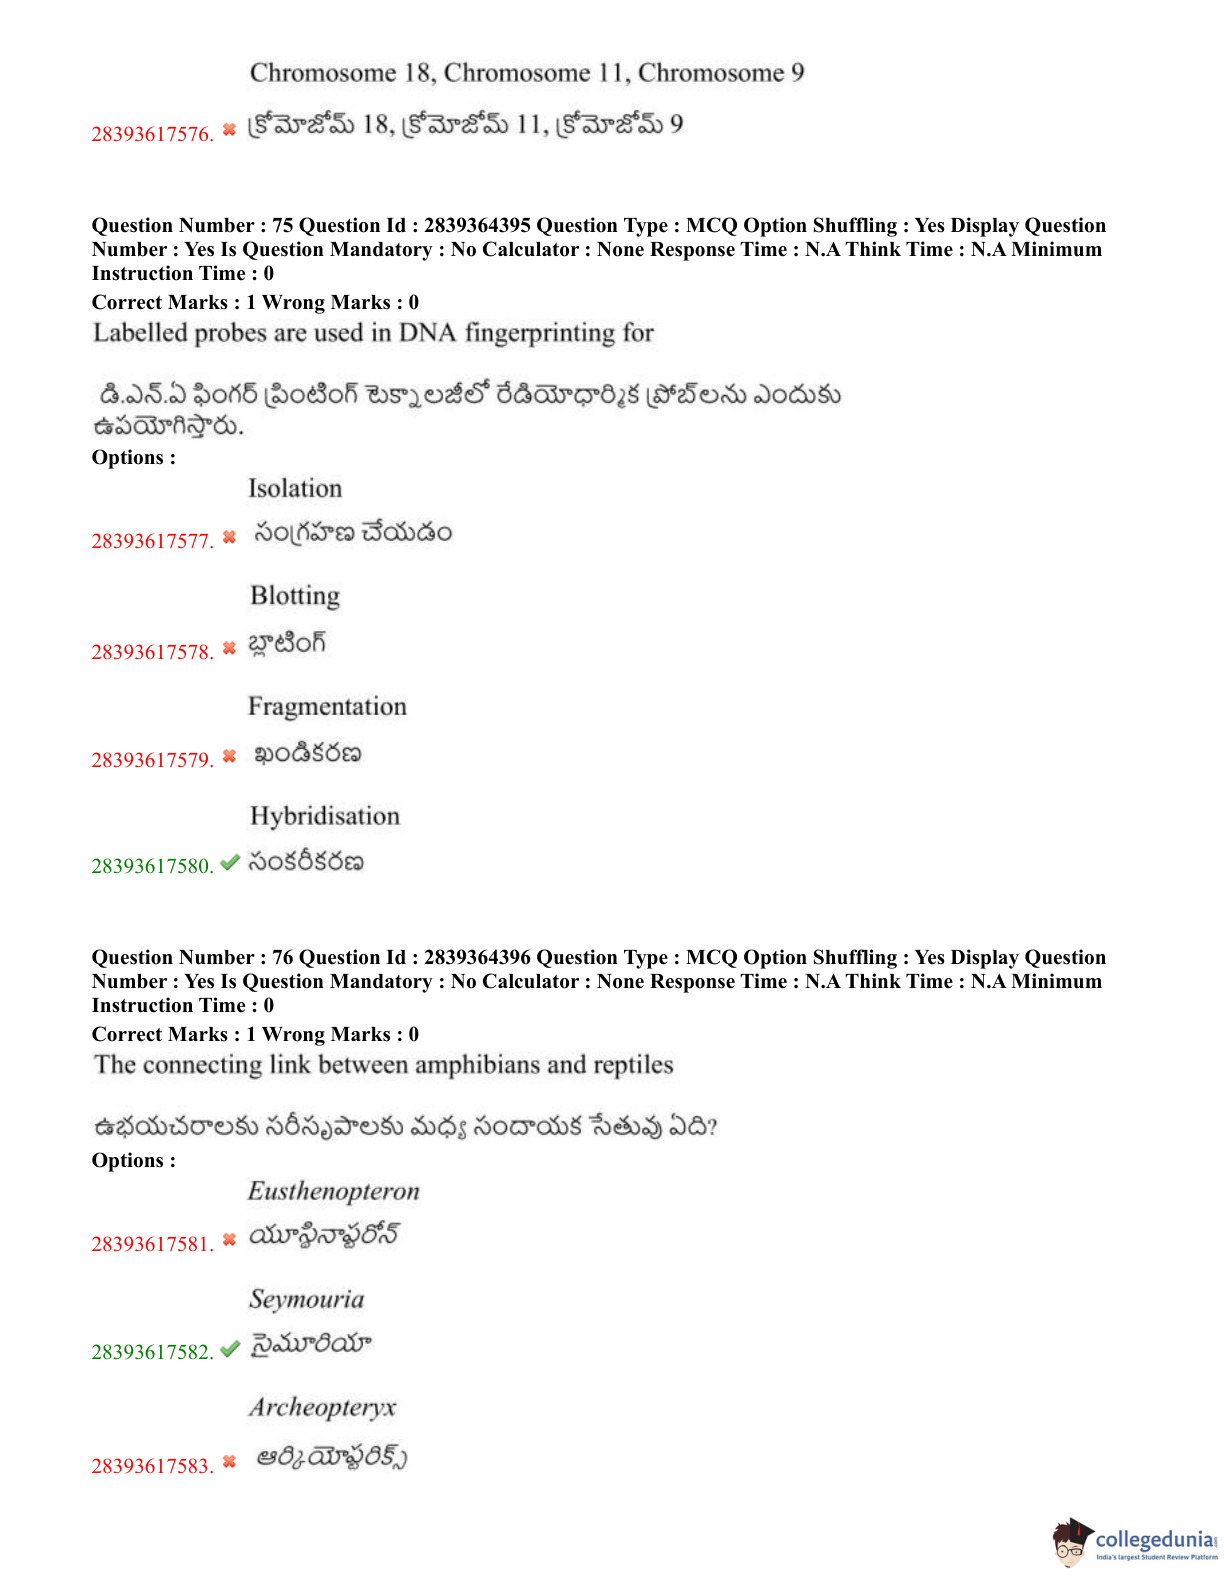 Chromosome 18, Chromosome 11, Chromosome 9
28393617576. క్రోమోజోమ్ 18, క్రోమోజోమ్ 11, క్రోమోజోమ్ 9
Question Number : 75 Question Id : 2839364395 Question Type : MCQ Option Shuffling : Yes Display Question
Number : Yes Is Question Mandatory : No Calculator : None Response Time : N.A Think Time : N.A Minimum
Instruction Time : 0
Correct Marks : 1 Wrong Marks : 0
Labelled probes are used in DNA fingerprinting for
డి.ఎన్.ఏ ఫింగర్ ప్రింటింగ్ టెక్నాలజీలో రేడియోధార్మిక ప్రోబ్‌లను ఎందుకు
ఉపయోగిస్తారు.
Options :
Isolation
28393617577. సంగ్రహణ చేయడం
Blotting
28393617578. బ్లాటింగ్
Fragmentation
28393617579. ఖండికరణ
Hybridisation
28393617580. సంకరీకరణ
Question Number : 76 Question Id : 2839364396 Question Type : MCQ Option Shuffling : Yes Display Question
Number : Yes Is Question Mandatory : No Calculator : None Response Time : N.A Think Time : N.A Minimum
Instruction Time : 0
Correct Marks : 1 Wrong Marks : 0
The connecting link between amphibians and reptiles
ఉభయచరాలకు సరీసృపాలకు మధ్య సందాయక సేతువు ఏది?
Options :
Eusthenopteron
28393617581. యూస్థినాప్టరోన్
Seymouria
28393617582. సైమూరియా
Archeopteryx
28393617583. ఆర్కియోప్టరిక్స్
collegedunia
India's largest Student Review Platform